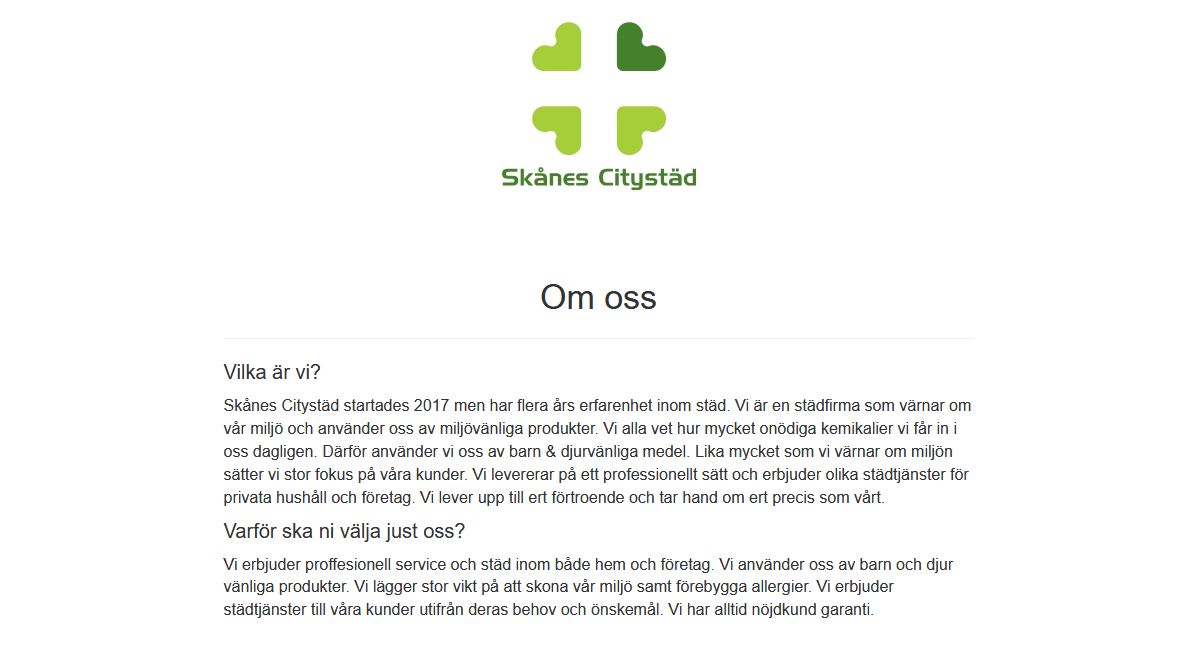 Skånes Citystäd
Om oss
Vilka är vi?
Skånes Citystäd startades 2017 men har flera års erfarenhet inom städ. Vi är en städfirma som värnar om
vår miljö och använder oss av miljövänliga produkter. Vi alla vet hur mycket onödiga kemikalier vi får in i
oss dagligen. Därför använder vi oss av barn & djurvänliga medel. Lika mycket som vi värnar om miljön
sätter vi stor fokus på våra kunder. Vi levererar på ett professionellt sätt och erbjuder olika städtjänster för
privata hushåll och företag. Vi lever upp till ert förtroende och tar hand om ert precis som vårt.
Varför ska ni välja just oss?
Vi erbjuder proffesionell service och städ inom både hem och företag. Vi använder oss av barn och djur
vänliga produkter. Vi lägger stor vikt på att skona vår miljö samt förebygga allergier. Vi erbjuder
städtjänster till våra kunder utifrån deras behov och önskemål. Vi har alltid nöjdkund garanti.